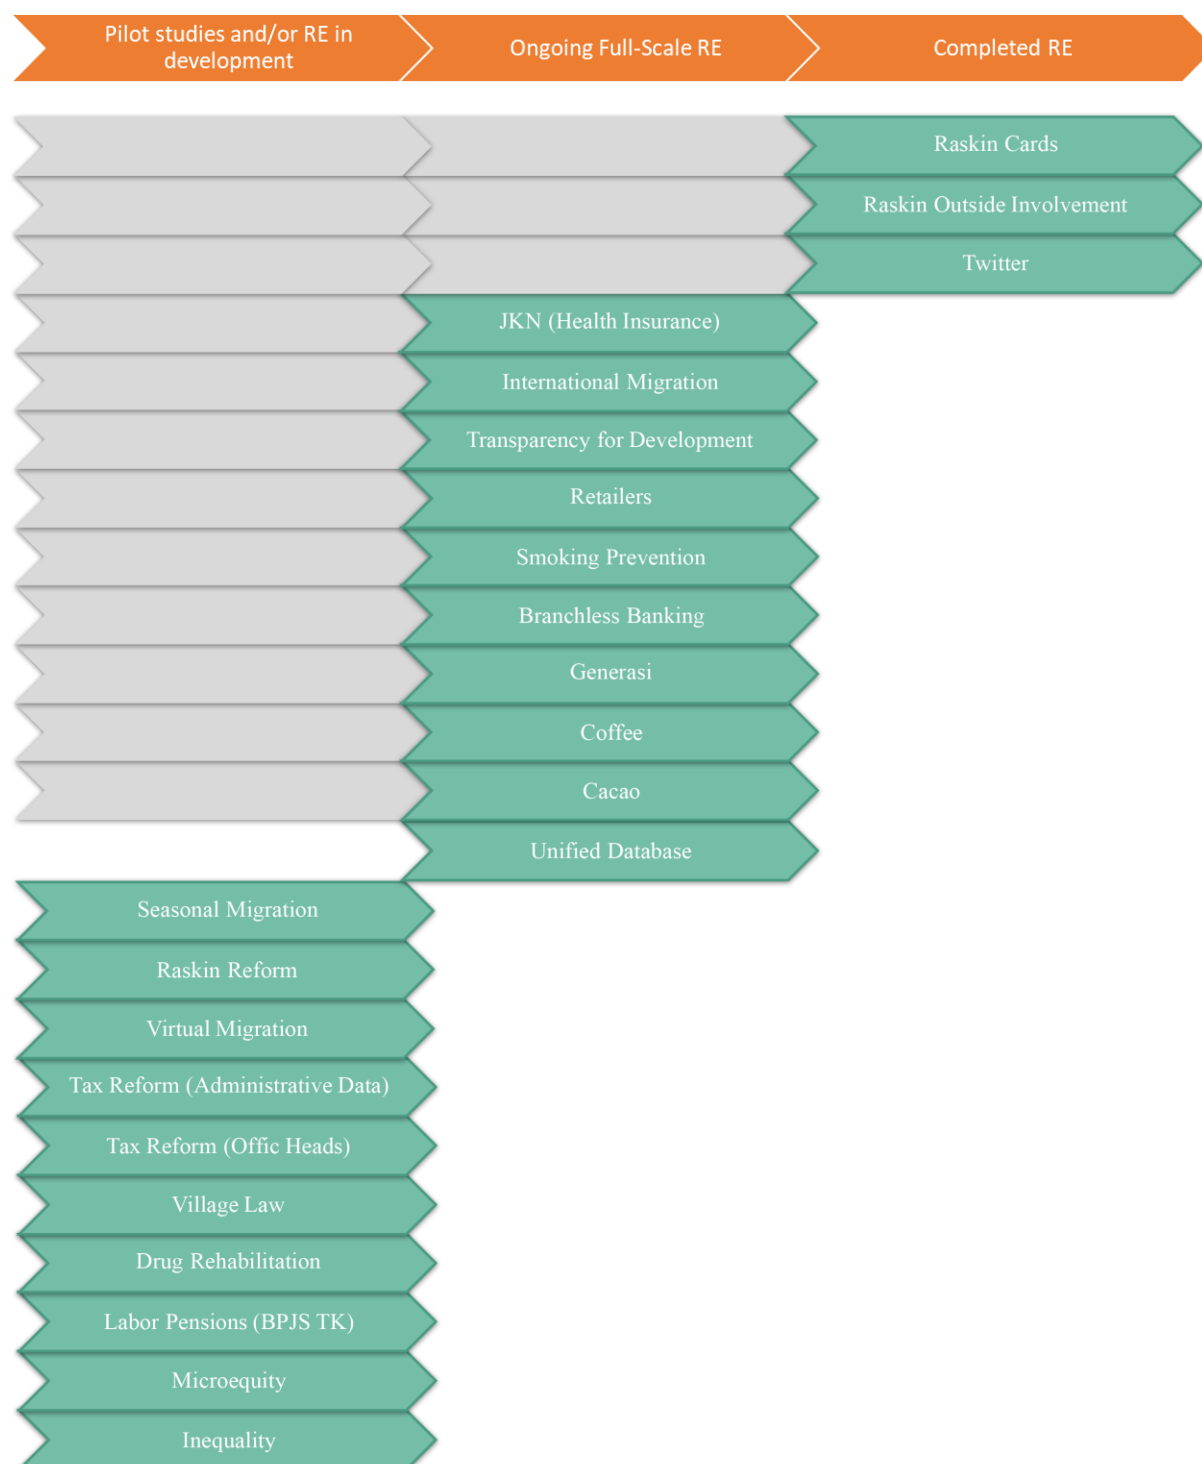 Pilot studies and/or RE in
development
Ongoing Full-Scale RE
Completed RE
Raskin Cards
Raskin Outside Involvement
Twitter
JKN (Health Insurance)
International Migration
Transparency for Development
Retailers
Smoking Prevention
Branchless Banking
Generasi
Coffee
Cacao
Unified Database
Seasonal Migration
Raskin Reform
Virtual Migration
Tax Reform (Administrative Data)
Tax Reform (Offic Heads)
Village Law
Drug Rehabilitation
Labor Pensions (BPJS TK)
Microequity
Inequality